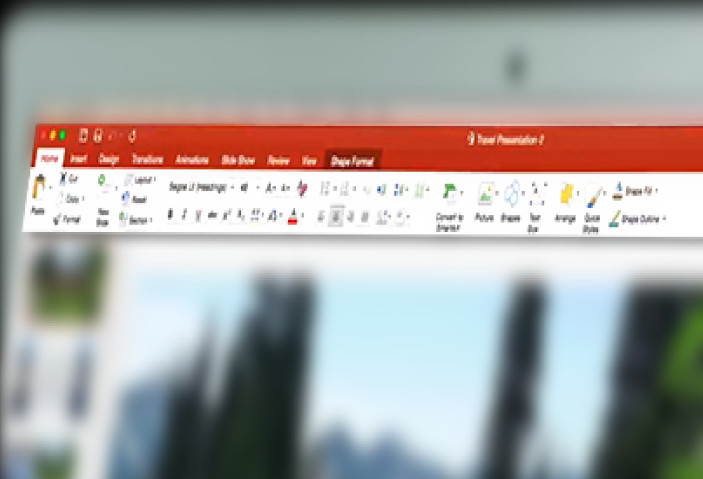 Travel Presentation 2
Home Insert Design Transitions Animations Slide Show Review View Shape Format
Cut Layout Segoe UI (Headings) 48 A A Shape Fill
Paste Copy New Slide Reset Convert to SmartArt Picture Shapes Text Box Arrange Quick Styles
Format Section B I U abc X² X₂ A A Shape Outline